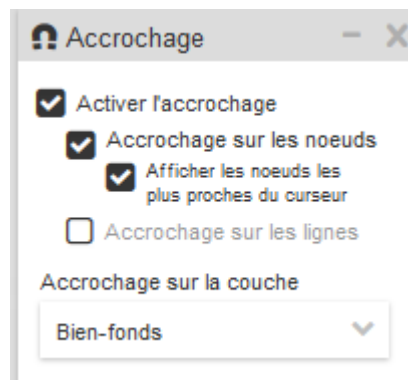 Accrochage
Activer l'accrochage
Accrochage sur les noeuds
Afficher les noeuds les
plus proches du curseur
Accrochage sur les lignes
Accrochage sur la couche
Bien-fonds